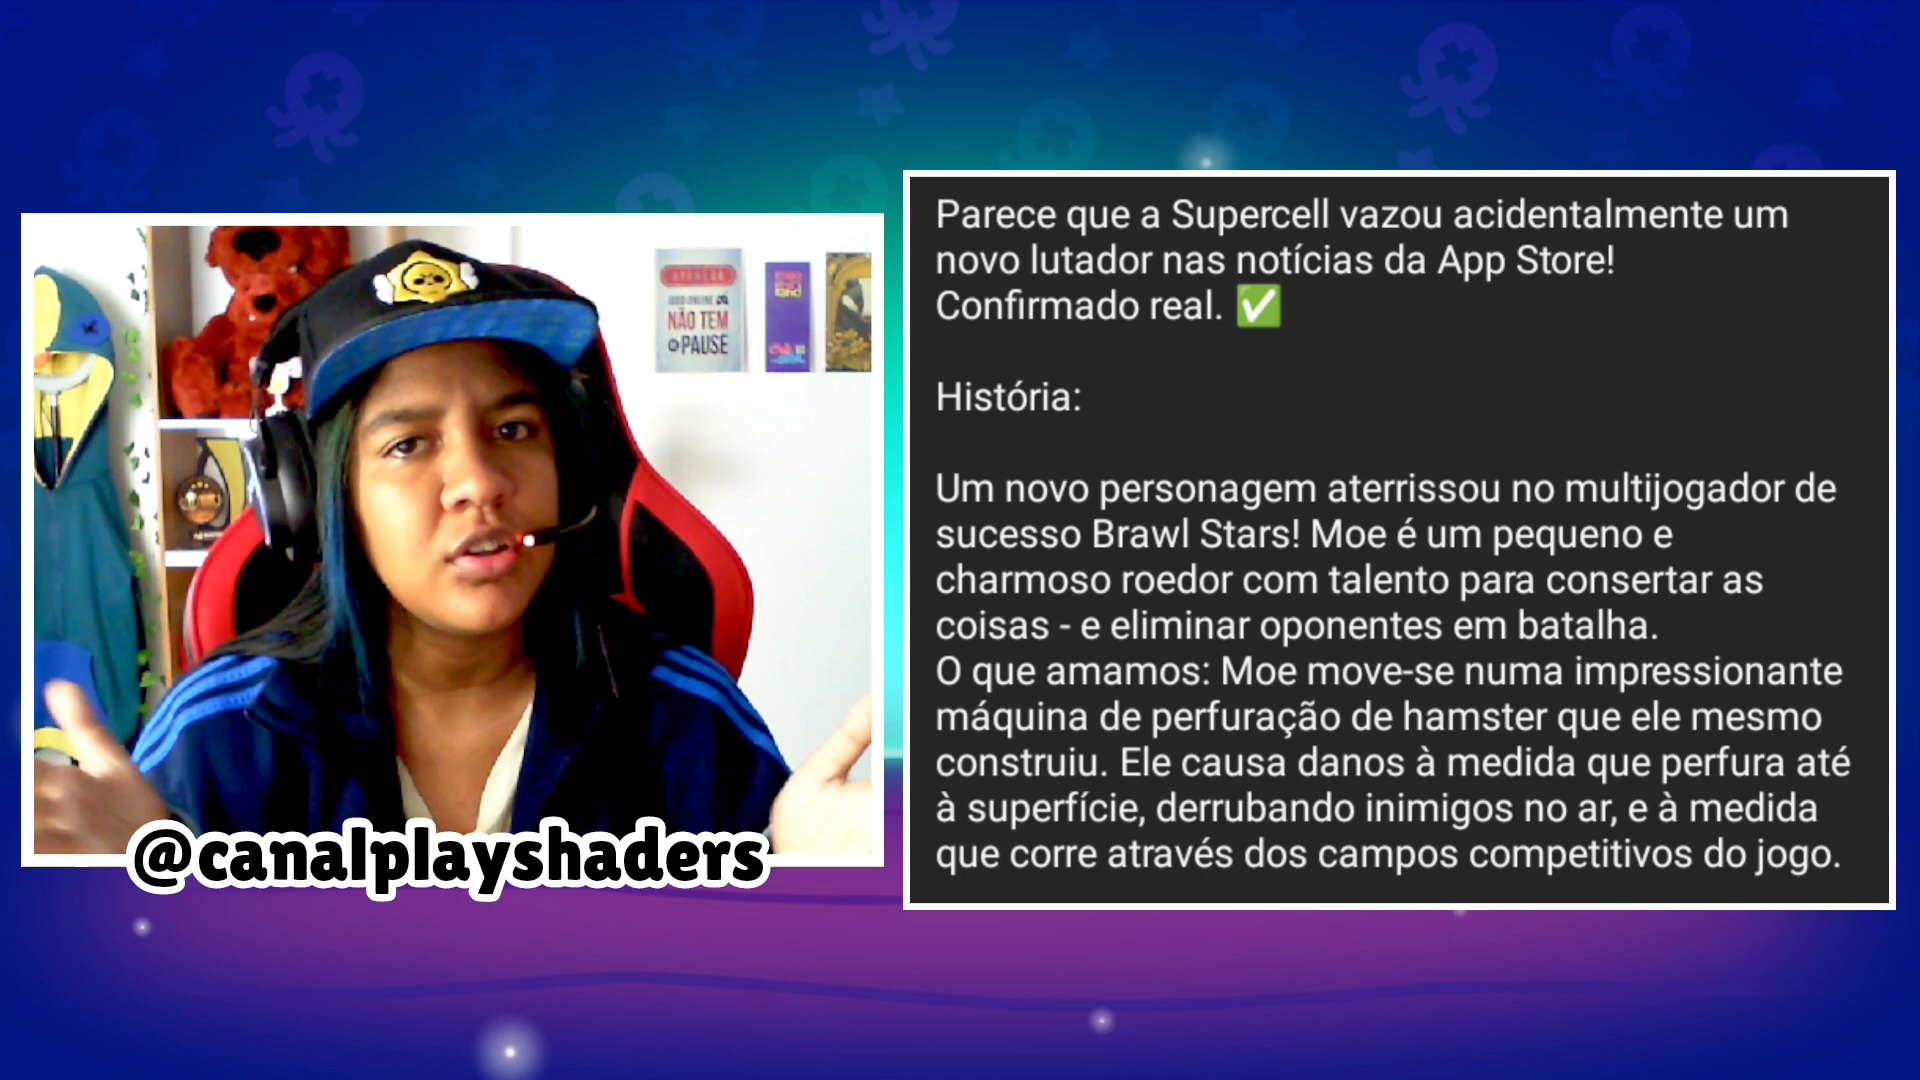 ATENÇÃO
JOGO ONLINE
NÃO TEM
PAUSE
@canalplayshaders
Parece que a Supercell vazou acidentalmente um
novo lutador nas notícias da App Store!
Confirmado real. ✅
História:
Um novo personagem aterrissou no multijogador de
sucesso Brawl Stars! Moe é um pequeno e
charmoso roedor com talento para consertar as
coisas - e eliminar oponentes em batalha.
O que amamos: Moe move-se numa impressionante
máquina de perfuração de hamster que ele mesmo
construiu. Ele causa danos à medida que perfura até
à superfície, derrubando inimigos no ar, e à medida
que corre através dos campos competitivos do jogo.